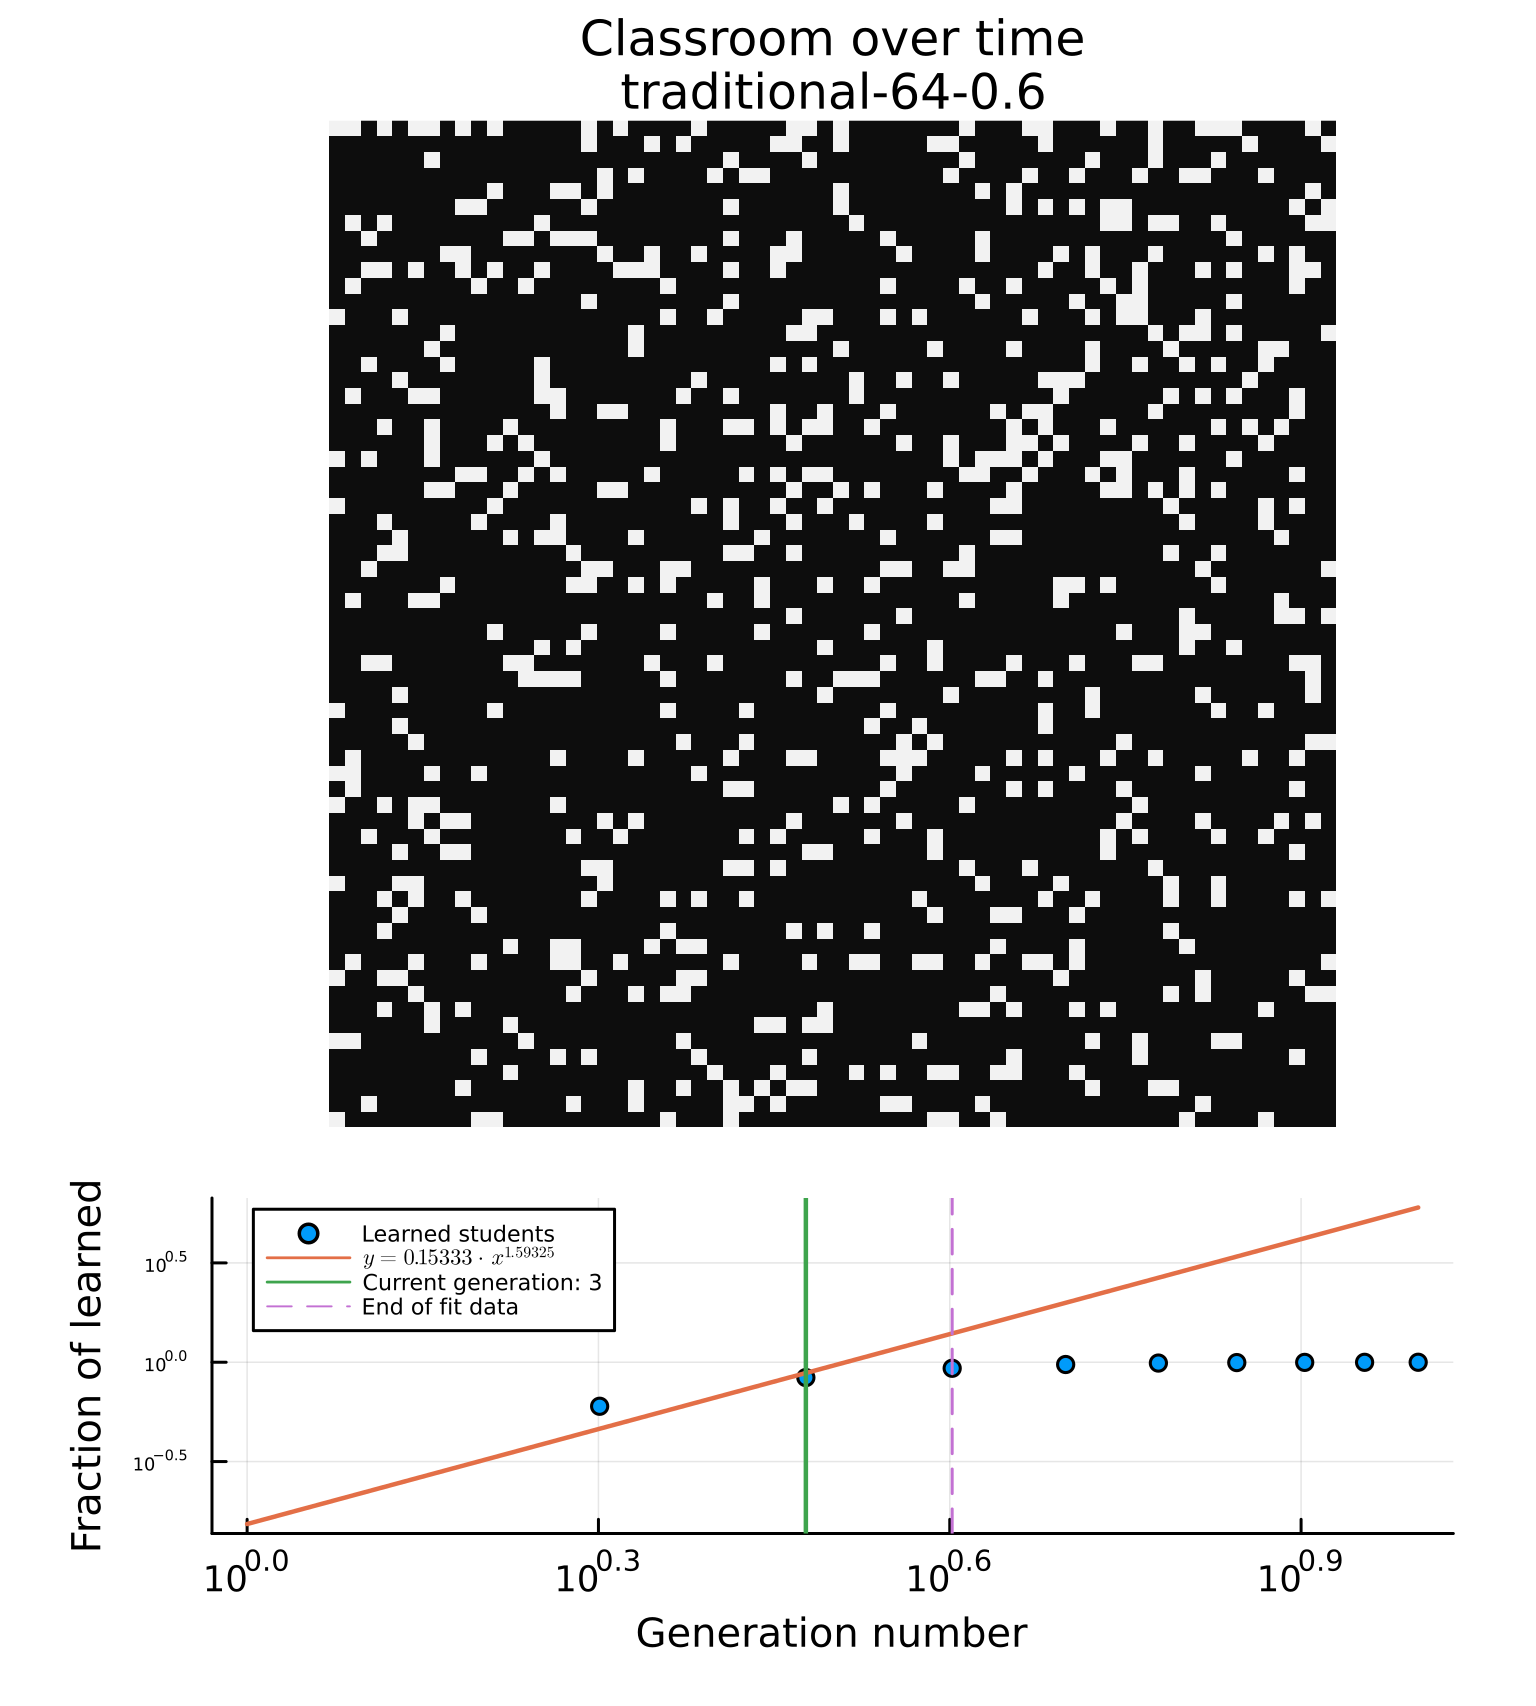 Classroom over time
traditional-64-0.6
Fraction of learned
10^0.5
10^0.0
10^−0.5
Learned students
y = 0.15333 · x^1.59325
Current generation: 3
End of fit data
10^0.0 10^0.3 10^0.6 10^0.9
Generation number